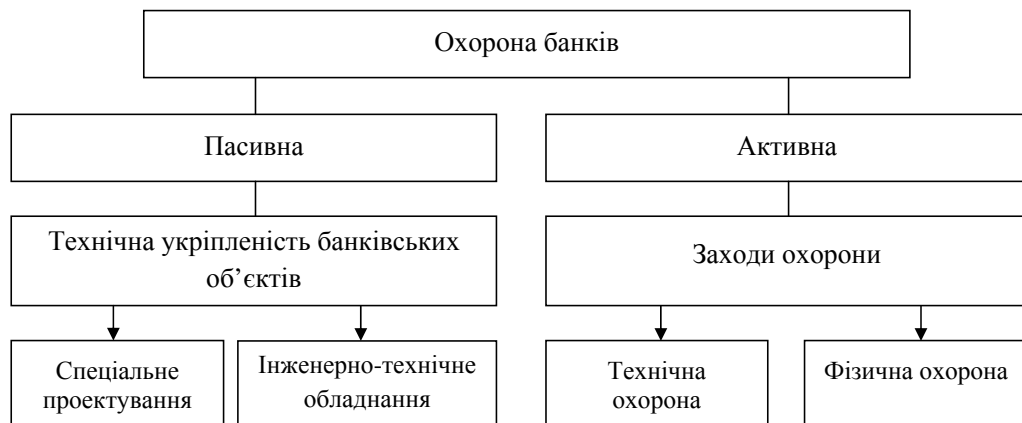 Охорона банків
Пасивна
Активна
Технічна укріпленість банківських
об’єктів
Заходи охорони
Спеціальне
проектування
Інженерно-технічне
обладнання
Технічна
охорона
Фізична охорона